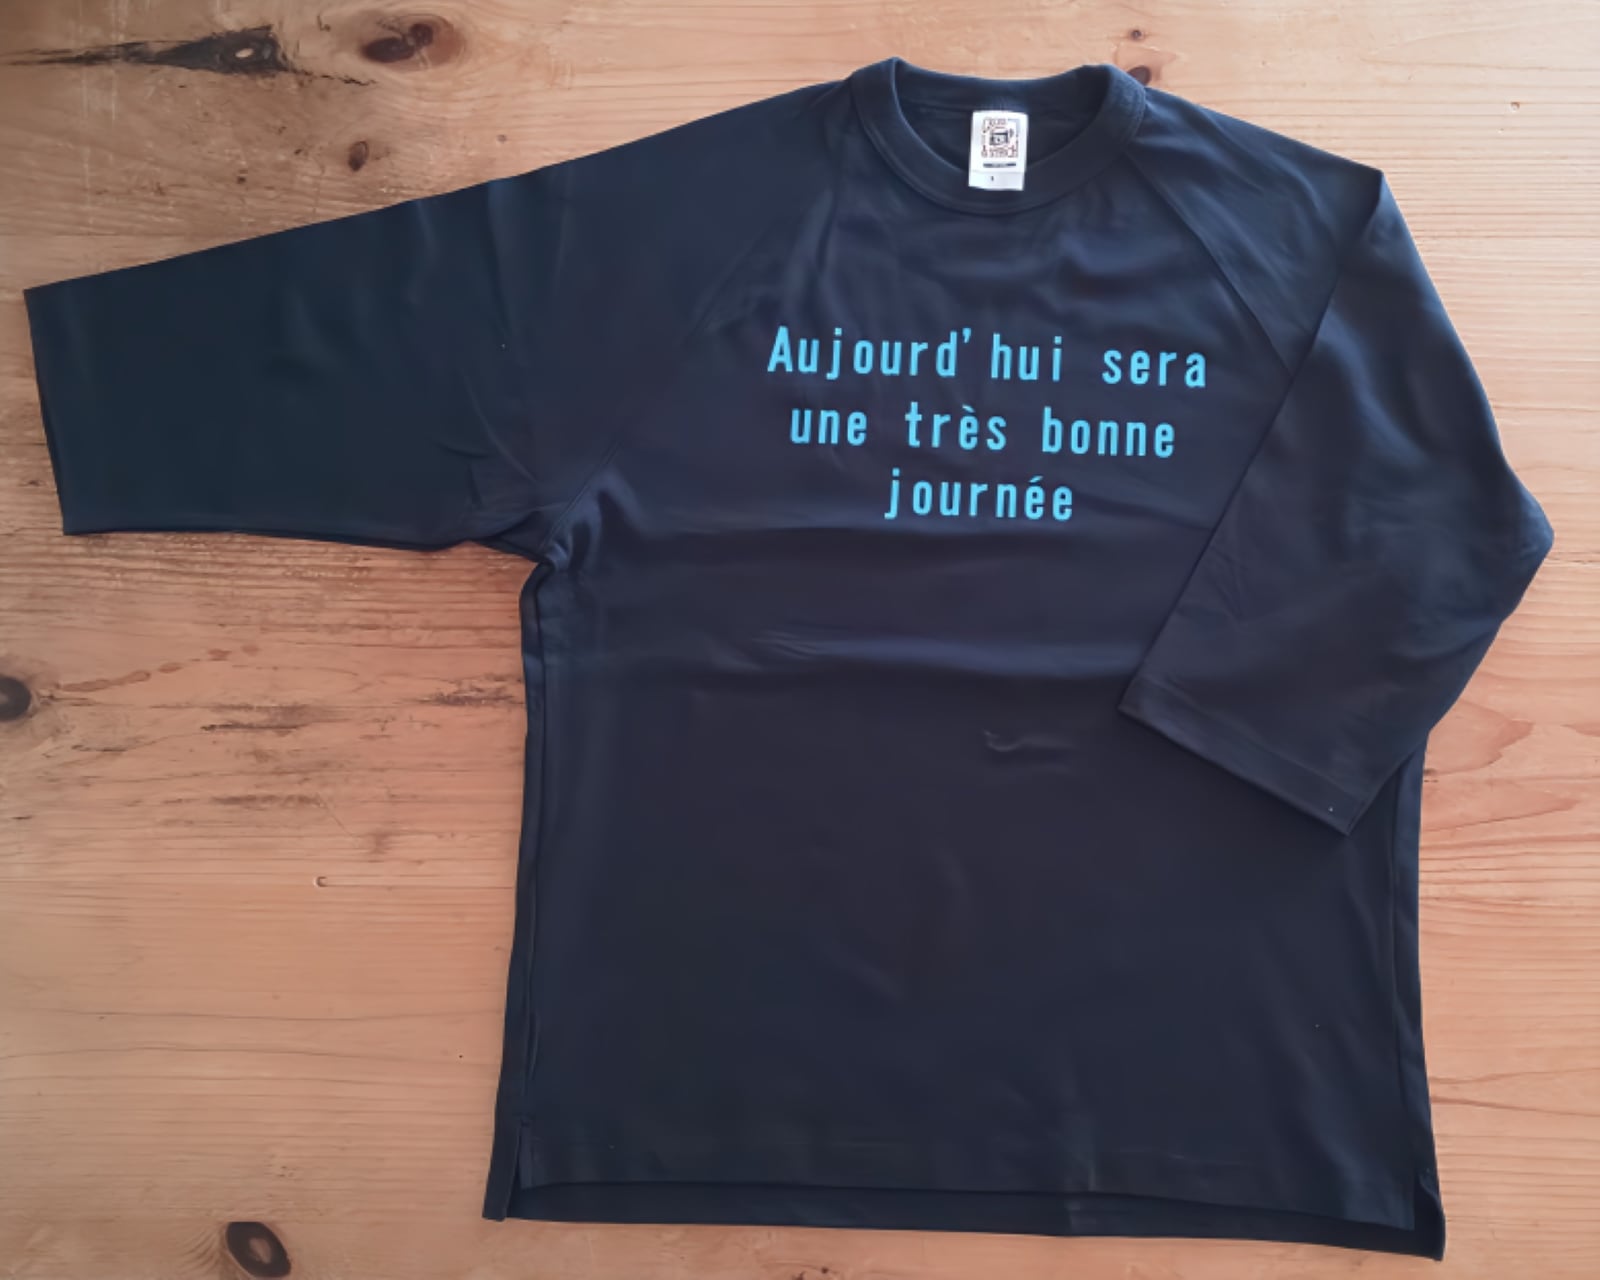 Aujourd'hui sera
une très bonne
journée